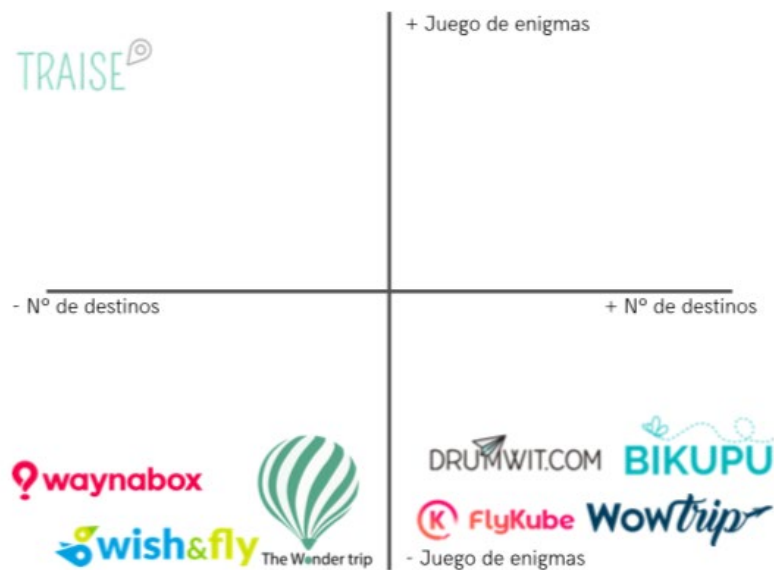 + Juego de enigmas
TRAISE
- Nº de destinos
+ Nº de destinos
DRUMWIT.COM
BIKUPU
waynabox
K FlyKube
Wowtrip
wish&fly
The Wonder trip
- Juego de enigmas